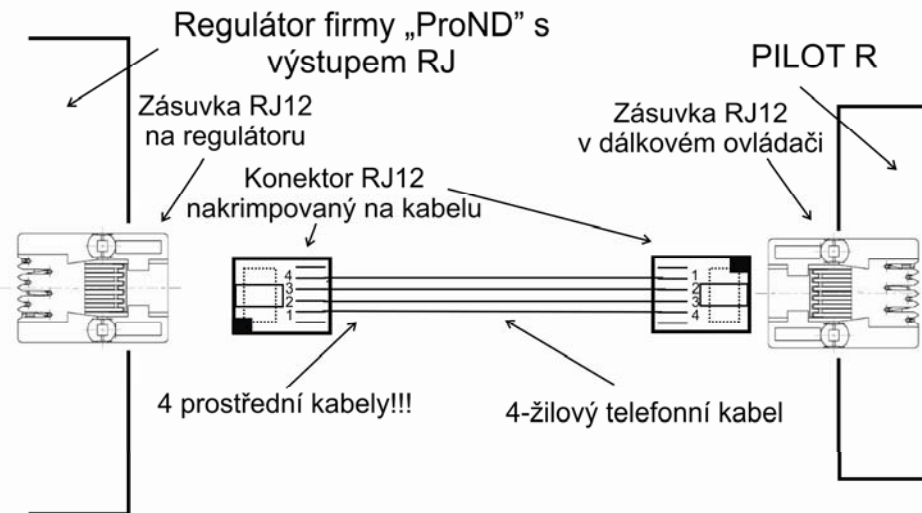 Regulátor firmy „ProND” s
výstupem RJ
PILOT R
Zásuvka RJ12
na regulátoru
Zásuvka RJ12
v dálkovém ovládači
Konektor RJ12
nakrimpovaný na kabelu
4
3
2
1
1
2
3
4
4 prostřední kabely!!!
4-žilový telefonní kabel